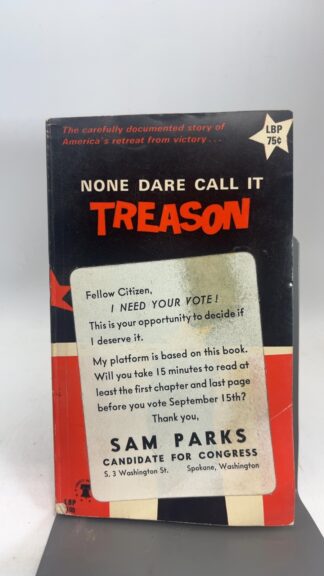 The carefully documented story of
America's retreat from victory . . .
LBP
75¢
NONE DARE CALL IT
TREASON
Fellow Citizen,
I NEED YOUR VOTE!
This is your opportunity to decide if
I deserve it.
My platform is based on this book.
Will you take 15 minutes to read at
least the first chapter and last page
before you vote September 15th?
Thank you,
SAM PARKS
CANDIDATE FOR CONGRESS
S. 3 Washington St. Spokane, Washington
LBP